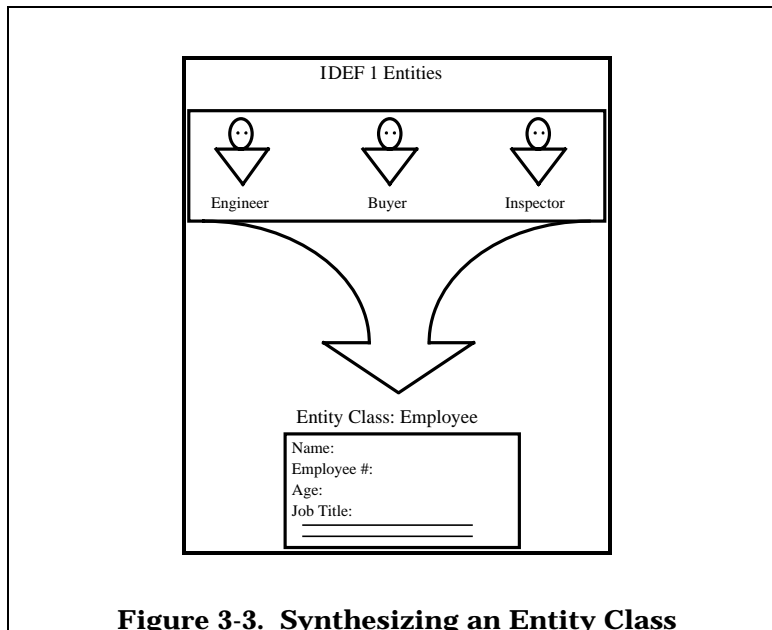 IDEF 1 Entities
Engineer Buyer Inspector
Entity Class: Employee
Name:
Employee #:
Age:
Job Title:
Figure 3-3. Synthesizing an Entity Class